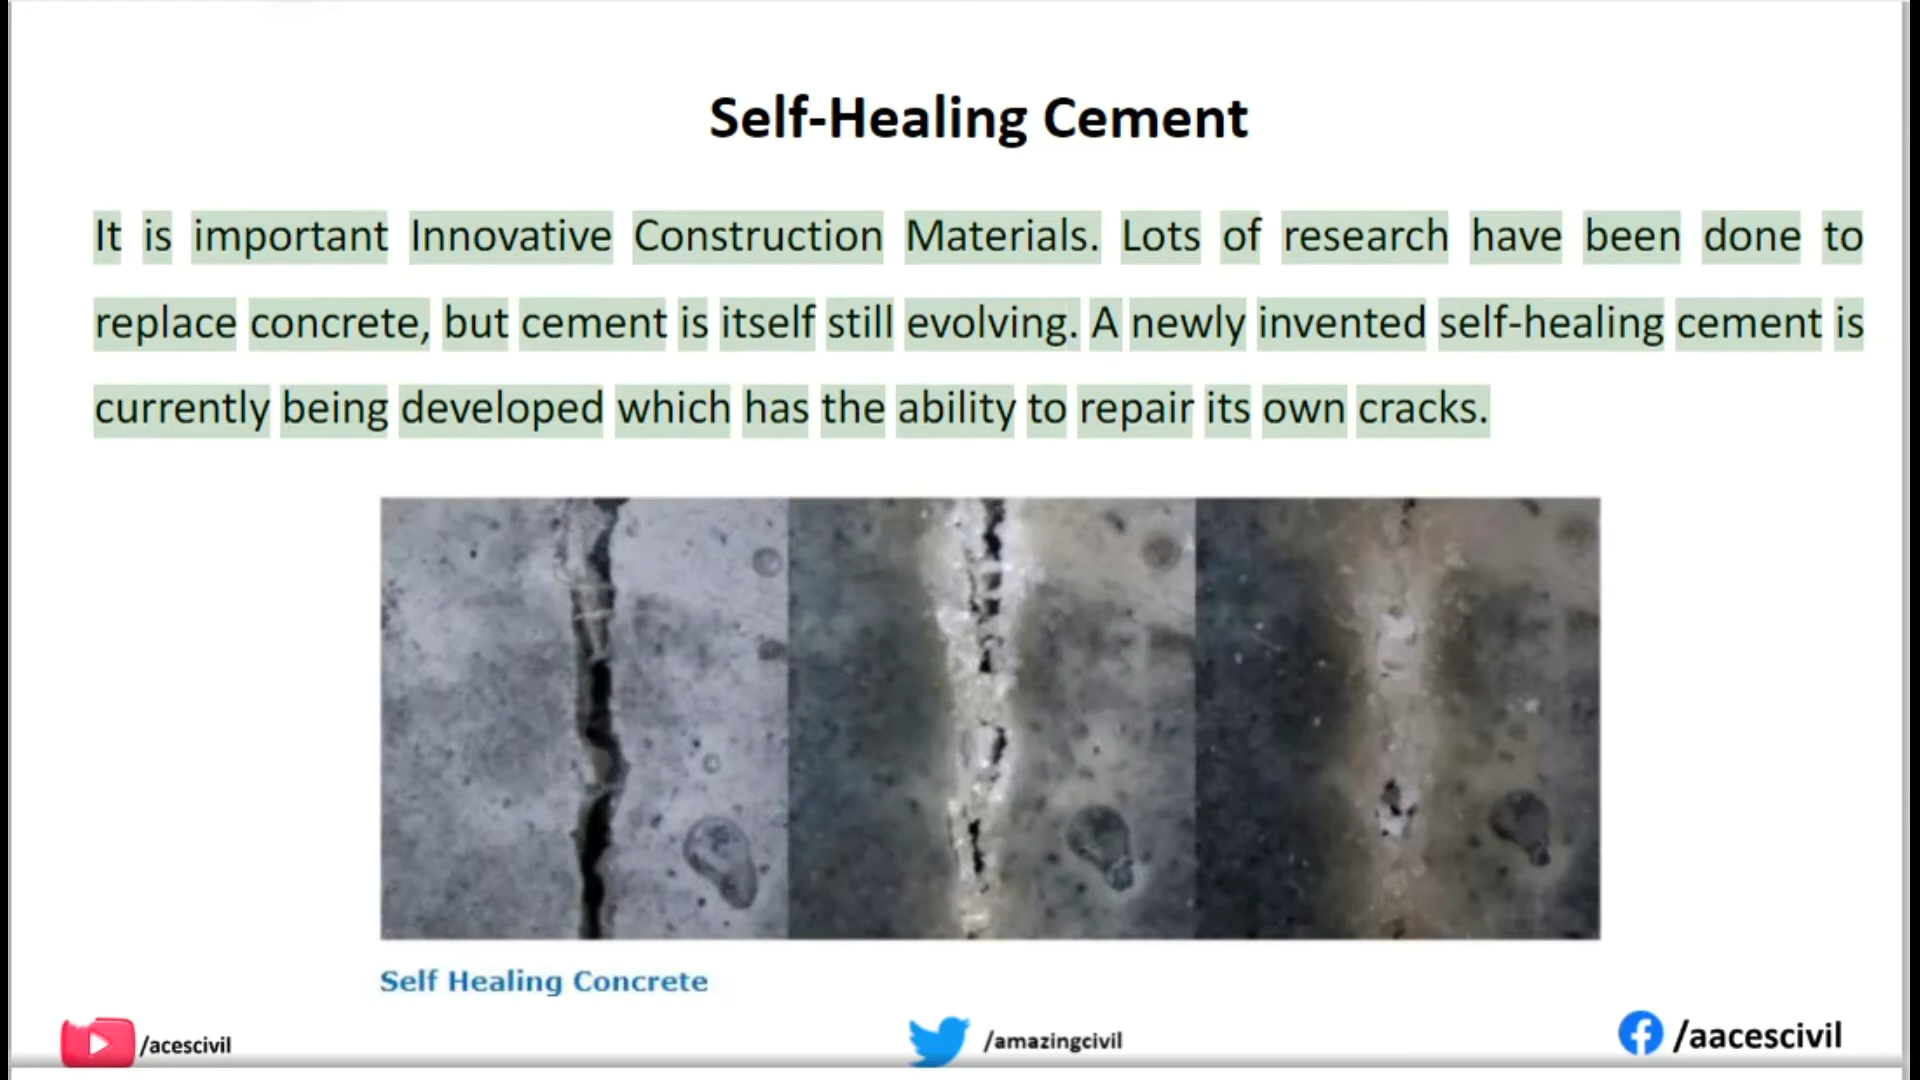 Self-Healing Cement
It is important Innovative Construction Materials. Lots of research have been done to
replace concrete, but cement is itself still evolving. A newly invented self-healing cement is
currently being developed which has the ability to repair its own cracks.
Self Healing Concrete
/acescivil
/amazingcivil
/aacescivil